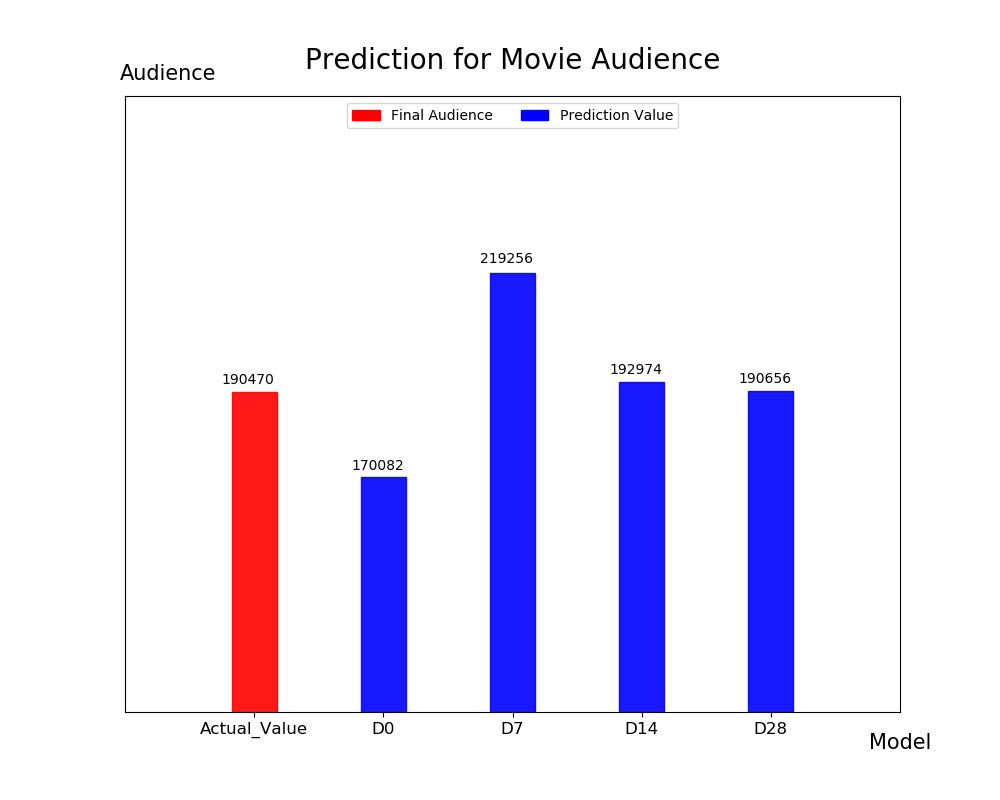 Prediction for Movie Audience
Audience
Final Audience Prediction Value
219256
192974
190656
190470
170082
Actual_Value D0 D7 D14 D28
Model